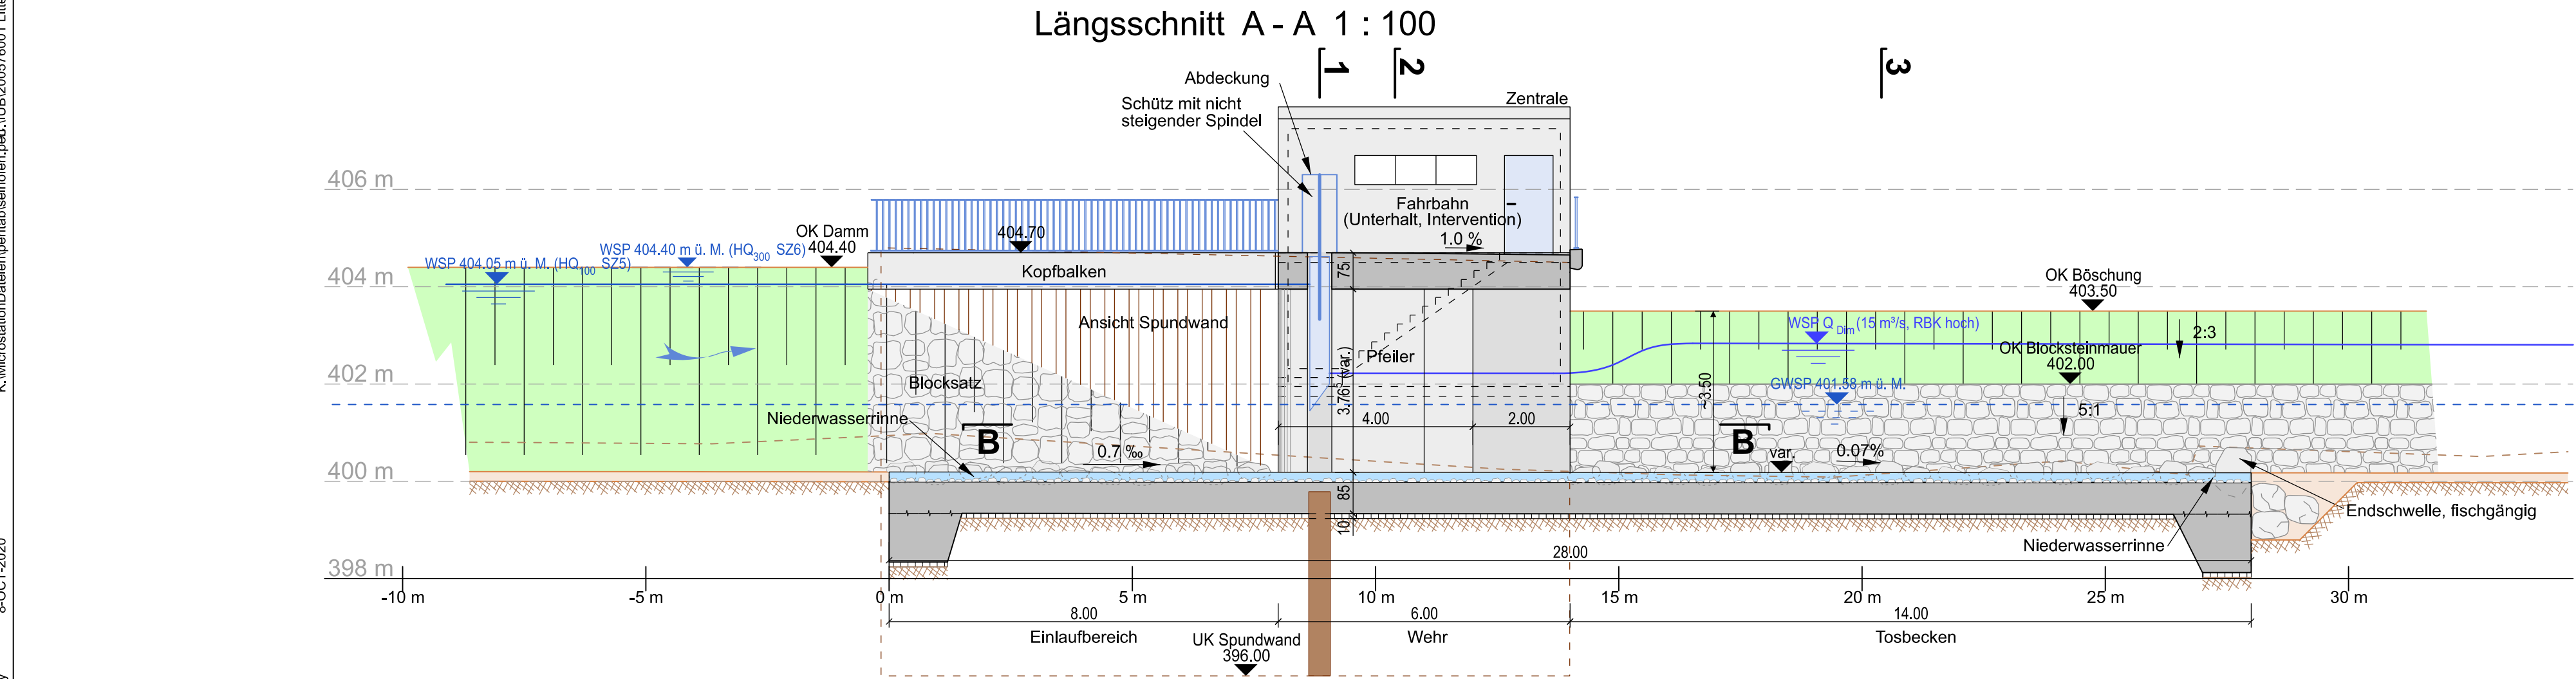 Längsschnitt A - A 1 : 100
1
2
3
Abdeckung
Schütz mit nicht
steigender Spindel
Zentrale
406 m
Fahrbahn
(Unterhalt, Intervention)
1.0 %
OK Damm
404.40
404.70
WSP 404.40 m ü. M. (HQ300 SZ6)
WSP 404.05 m ü. M. (HQ100 SZ5)
Kopfbalken
75
404 m
OK Böschung
403.50
Ansicht Spundwand
WSP Q Dim (15 m³/s, RBK hoch)
2:3
OK Blocksteinmauer
402.00
Pfeiler
3.76⁵ (var.)
~3.50
402 m
Blocksatz
GWSP 401.58 m ü. M.
5:1
Niederwasserrinne
4.00
2.00
B
B
0.7 ‰
var.
0.07%
400 m
85
10
Endschwelle, fischgängig
Niederwasserrinne
28.00
398 m
-10 m
-5 m
0 m
5 m
10 m
15 m
20 m
25 m
30 m
8.00
6.00
14.00
Einlaufbereich
Wehr
Tosbecken
UK Spundwand
396.00
8-OCT-2020